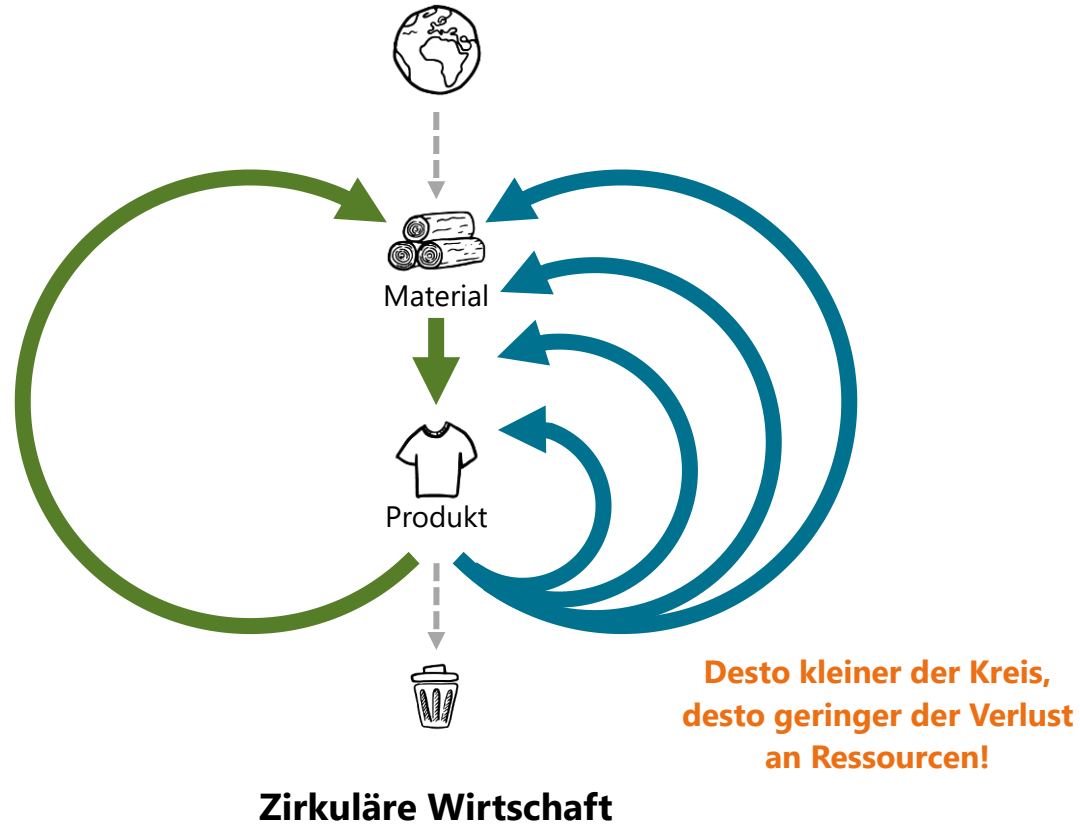 Material
Produkt
Desto kleiner der Kreis,
desto geringer der Verlust
an Ressourcen!
Zirkuläre Wirtschaft